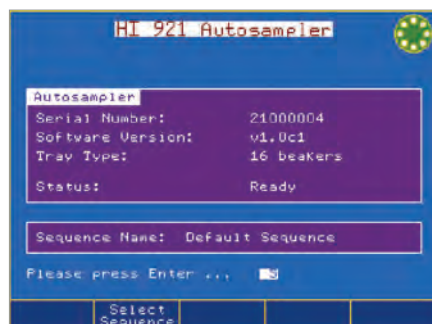 HI 921 Autosampler
Autosampler
Serial Number: 21000004
Software Version: v1.0c1
Tray Type: 16 beakers
Status: Ready
Sequence Name: Default Sequence
Please press Enter ... 5
Select
Sequence